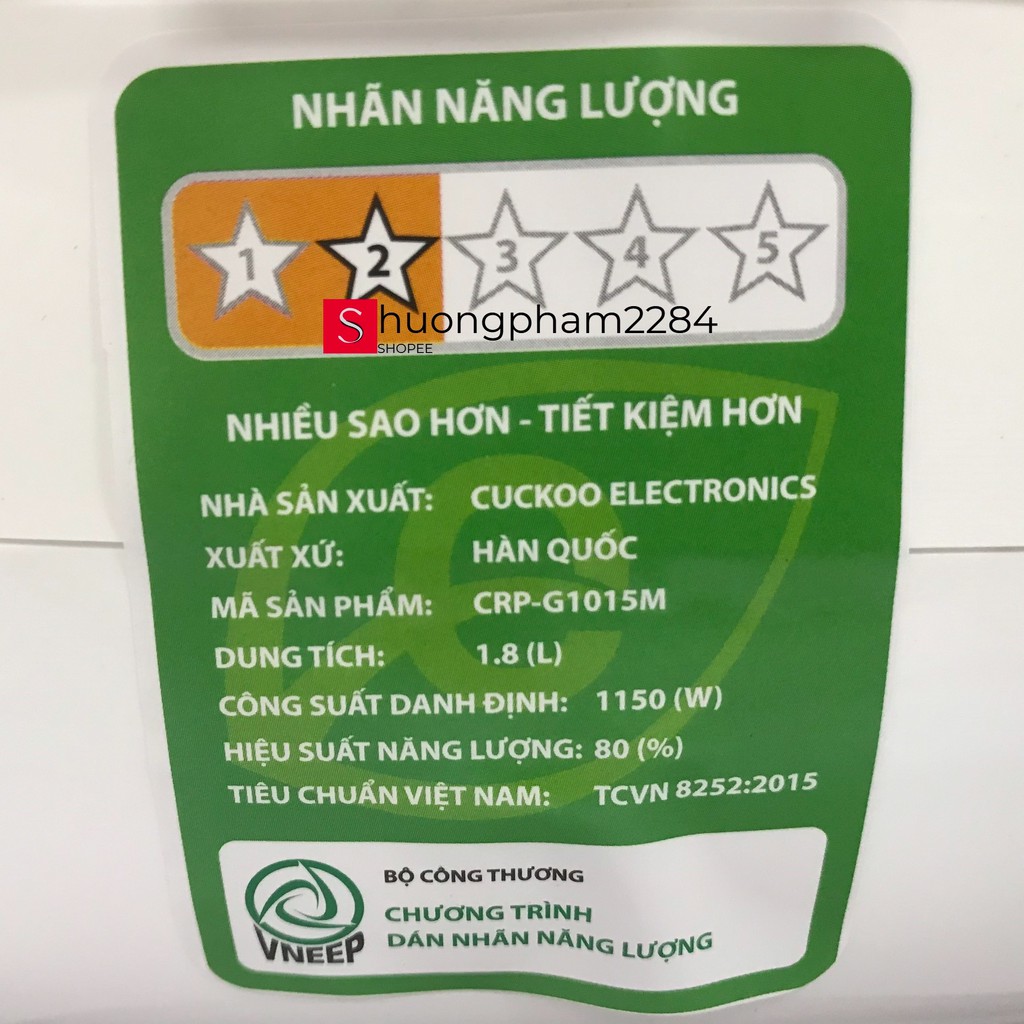 NHÃN NĂNG LƯỢNG
1 2 3 4 5
S huongpham2284
SHOPEE
NHIỀU SAO HƠN - TIẾT KIỆM HƠN
NHÀ SẢN XUẤT: CUCKOO ELECTRONICS
XUẤT XỨ: HÀN QUỐC
MÃ SẢN PHẨM: CRP-G1015M
DUNG TÍCH: 1.8 (L)
CÔNG SUẤT DANH ĐỊNH: 1150 (W)
HIỆU SUẤT NĂNG LƯỢNG: 80 (%)
TIÊU CHUẨN VIỆT NAM: TCVN 8252:2015
BỘ CÔNG THƯƠNG
CHƯƠNG TRÌNH
DÁN NHÃN NĂNG LƯỢNG
VNEEP